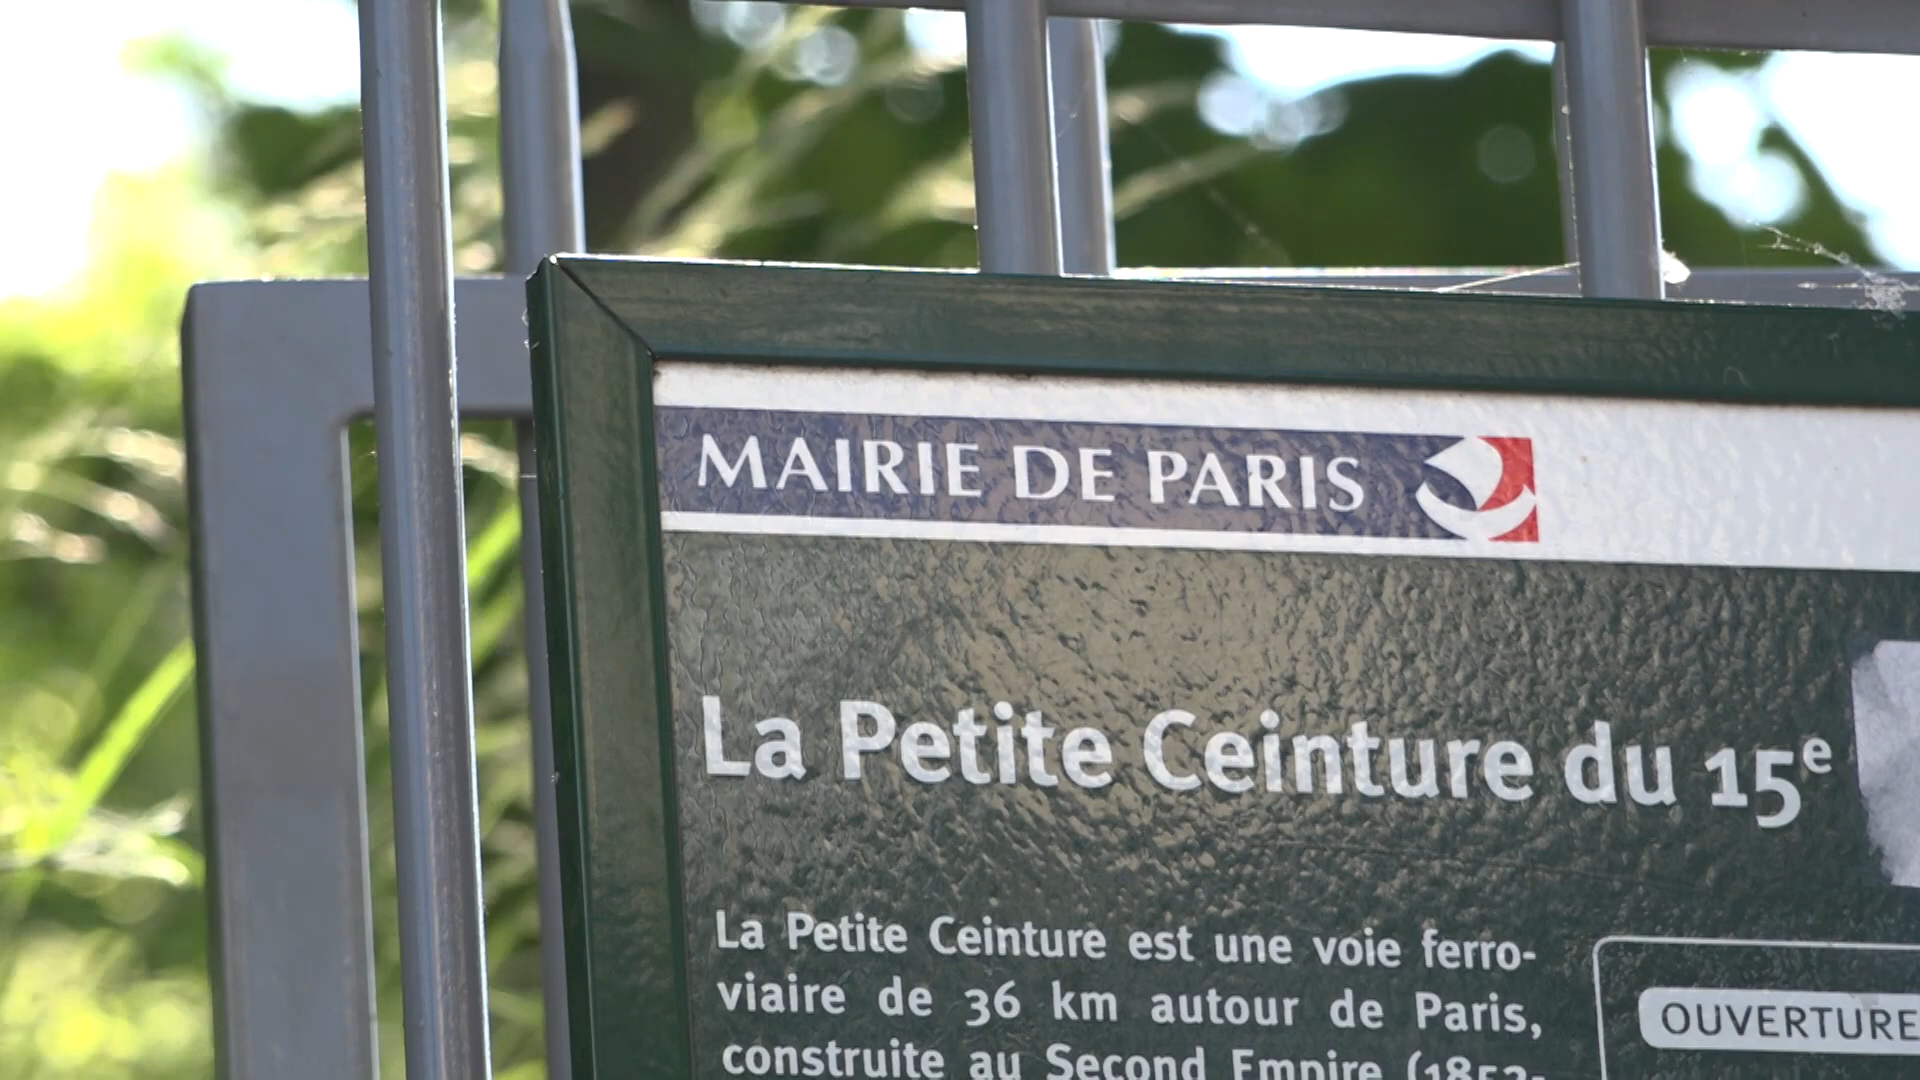 MAIRIE DE PARIS
La Petite Ceinture du 15e
La Petite Ceinture est une voie ferro-
viaire de 36 km autour de Paris,
construite au Second Empire (1852-
OUVERTURE